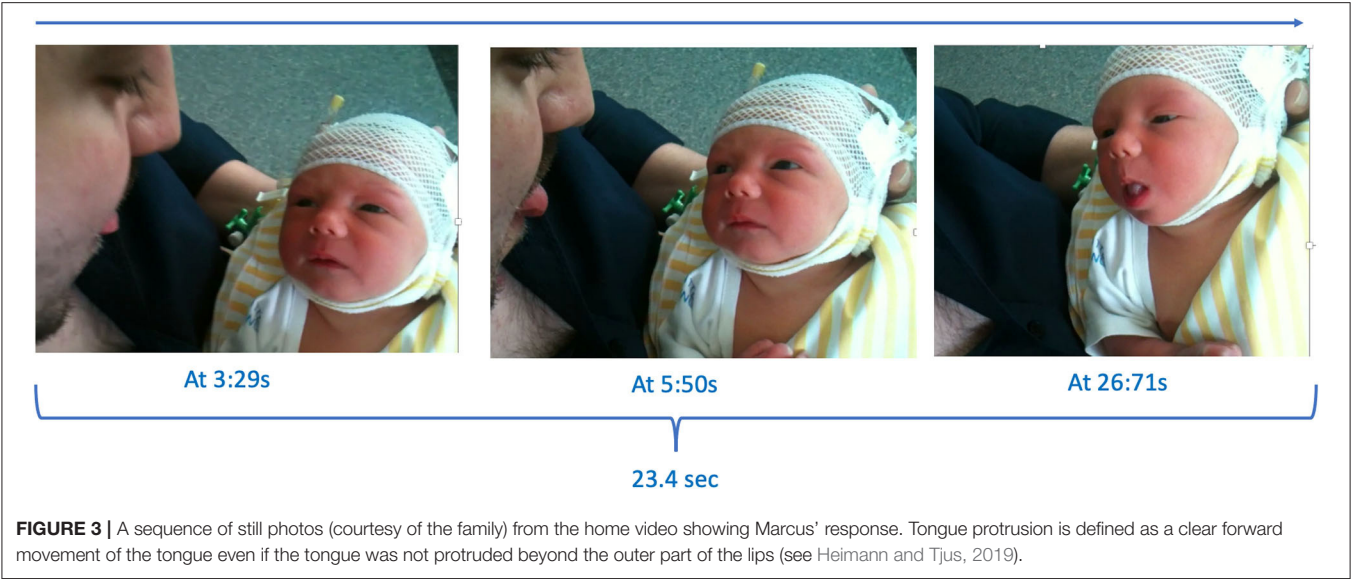 At 3:29s
At 5:50s
At 26:71s
23.4 sec
FIGURE 3 | A sequence of still photos (courtesy of the family) from the home video showing Marcus' response. Tongue protrusion is defined as a clear forward
movement of the tongue even if the tongue was not protruded beyond the outer part of the lips (see Heimann and Tjus, 2019).